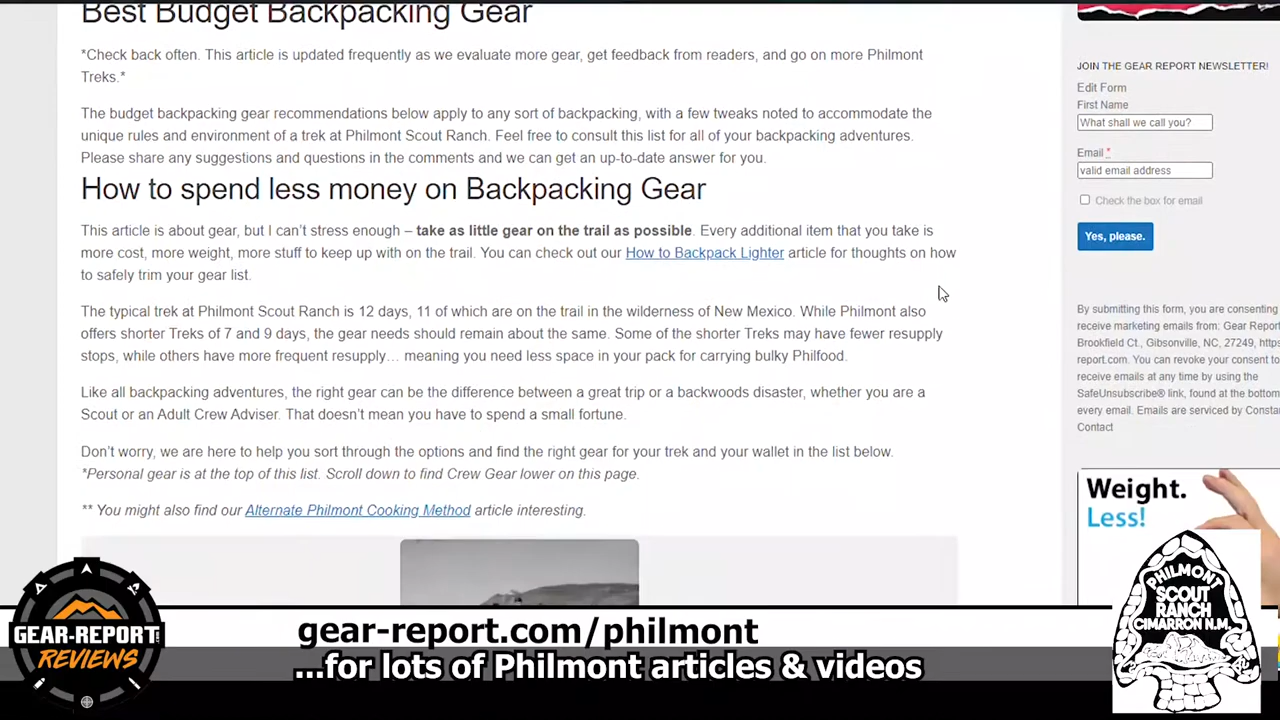 Best Budget Backpacking Gear
*Check back often. This article is updated frequently as we evaluate more gear, get feedback from readers, and go on more Philmont
Treks.*
The budget backpacking gear recommendations below apply to any sort of backpacking, with a few tweaks noted to accommodate the
unique rules and environment of a trek at Philmont Scout Ranch. Feel free to consult this list for all of your backpacking adventures.
Please share any suggestions and questions in the comments and we can get an up-to-date answer for you.
How to spend less money on Backpacking Gear
This article is about gear, but I can't stress enough – take as little gear on the trail as possible. Every additional item that you take is
more cost, more weight, more stuff to keep up with on the trail. You can check out our How to Backpack Lighter article for thoughts on how
to safely trim your gear list.
The typical trek at Philmont Scout Ranch is 12 days, 11 of which are on the trail in the wilderness of New Mexico. While Philmont also
offers shorter Treks of 7 and 9 days, the gear needs should remain about the same. Some of the shorter Treks may have fewer resupply
stops, while others have more frequent resupply… meaning you need less space in your pack for carrying bulky Philfood.
Like all backpacking adventures, the right gear can be the difference between a great trip or a backwoods disaster, whether you are a
Scout or an Adult Crew Adviser. That doesn't mean you have to spend a small fortune.
Don't worry, we are here to help you sort through the options and find the right gear for your trek and your wallet in the list below.
*Personal gear is at the top of this list. Scroll down to find Crew Gear lower on this page.
** You might also find our Alternate Philmont Cooking Method article interesting.
JOIN THE GEAR REPORT NEWSLETTER!
Edit Form
First Name
What shall we call you?
Email *
valid email address
Check the box for email
Yes, please.
By submitting this form, you are consenting
receive marketing emails from: Gear Report
Brookfield Ct., Gibsonville, NC, 27249, https
report.com. You can revoke your consent to
receive emails at any time by using the
SafeUnsubscribe® link, found at the bottom
every email. Emails are serviced by Constan
Contact
Weight.
Less!
GEAR-REPORT
REVIEWS
gear-report.com/philmont
...for lots of Philmont articles & videos
PHILMONT
SCOUT
RANCH
CIMARRON N.M.